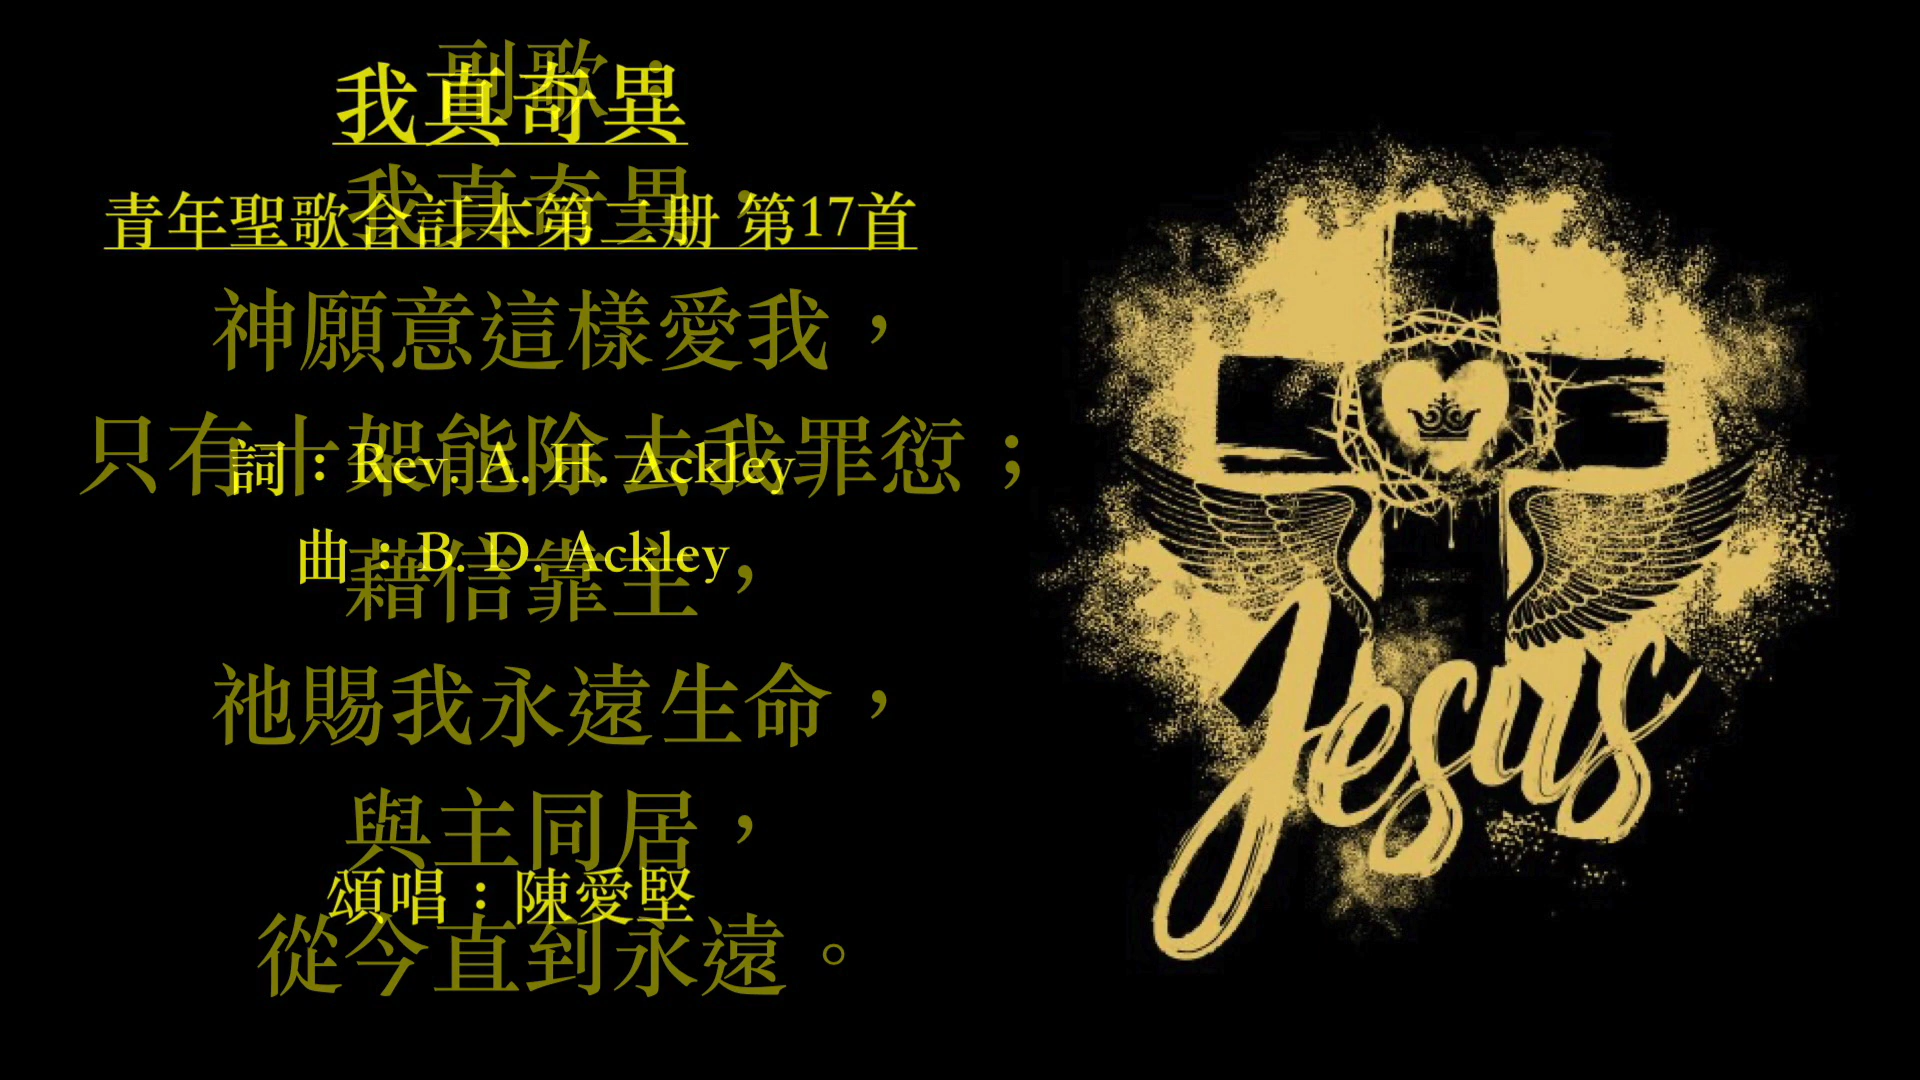 副歌：
我真奇異
我真奇異，
青年聖歌合訂本第二册 第17首
神願意這樣愛我，
只有十架能除去我罪愆；
詞：Rev. A. H. Ackley
曲：B. D. Ackley
藉信靠主，
祂賜我永遠生命，
與主同居，
頌唱：陳愛堅
從今直到永遠。
Jesus